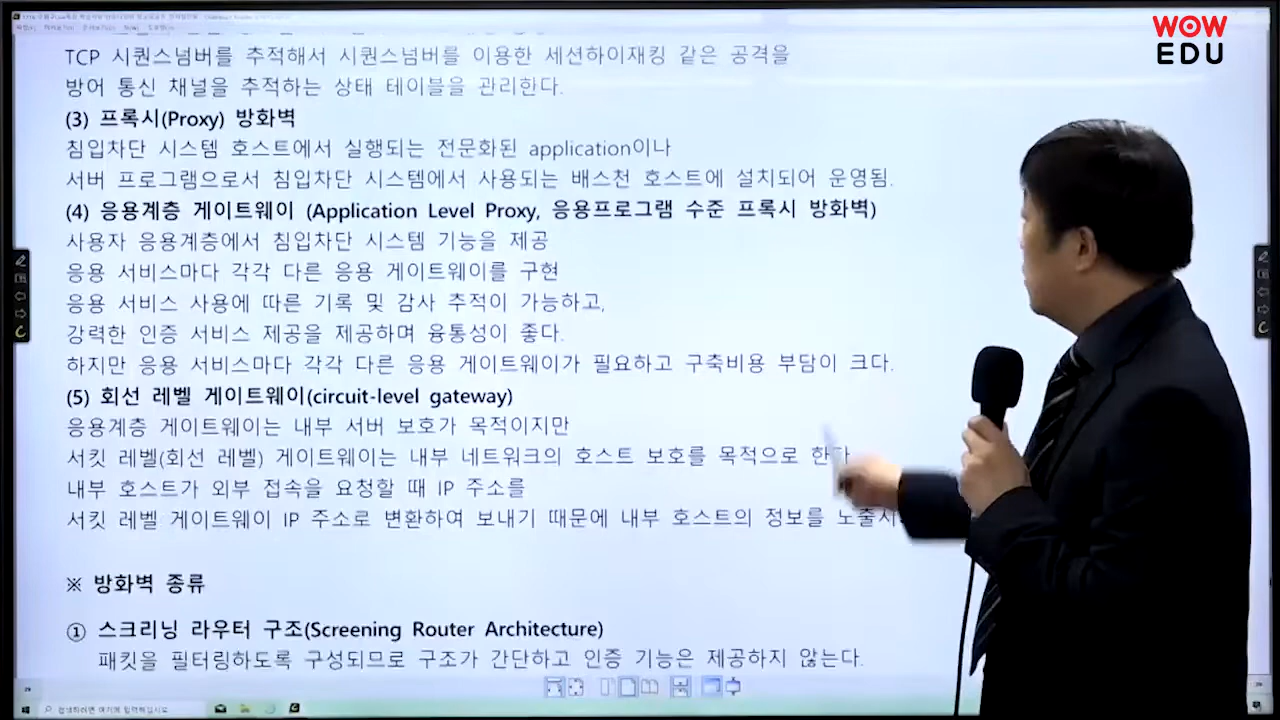 WOW
EDU
TCP 시퀀스넘버를 추적해서 시퀀스넘버를 이용한 세션하이재킹 같은 공격을
방어 통신 채널을 추적하는 상태 테이블을 관리한다.
(3) 프록시(Proxy) 방화벽
침입차단 시스템 호스트에서 실행되는 전문화된 application이나
서버 프로그램으로서 침입차단 시스템에서 사용되는 배스천 호스트에 설치되어 운영됨.
(4) 응용계층 게이트웨이 (Application Level Proxy, 응용프로그램 수준 프록시 방화벽)
사용자 응용계층에서 침입차단 시스템 기능을 제공
응용 서비스마다 각각 다른 응용 게이트웨이를 구현
응용 서비스 사용에 따른 기록 및 감사 추적이 가능하고,
강력한 인증 서비스 제공을 제공하며 융통성이 좋다.
하지만 응용 서비스마다 각각 다른 응용 게이트웨이가 필요하고 구축비용 부담이 크다.
(5) 회선 레벨 게이트웨이(circuit-level gateway)
응용계층 게이트웨이는 내부 서버 보호가 목적이지만
서킷 레벨(회선 레벨) 게이트웨이는 내부 네트워크의 호스트 보호를 목적으로 한다
내부 호스트가 외부 접속을 요청할 때 IP 주소를
서킷 레벨 게이트웨이 IP 주소로 변환하여 보내기 때문에 내부 호스트의 정보를
※ 방화벽 종류
① 스크리닝 라우터 구조(Screening Router Architecture)
패킷을 필터링하도록 구성되므로 구조가 간단하고 인증 기능은 제공하지 않는다.
검색하려면 여기에 입력하십시오